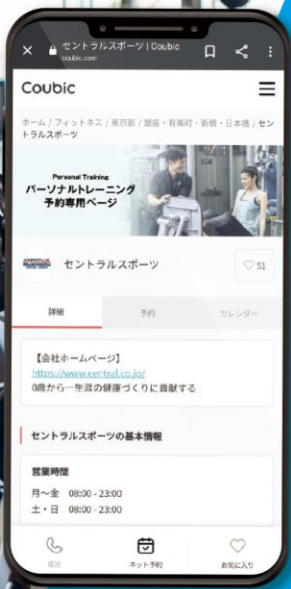 セントラルスポーツ | Coubic
coubic.com
Coubic
ホーム / フィットネス / 東京都 / 銀座・有楽町・新橋・日本橋 / セン
トラルスポーツ
Personal Training
パーソナルトレーニング
予約専用ページ
セントラルスポーツ
51
詳細
予約
カレンダー
【会社ホームページ】
https://www.central.co.jp/
0歳から一生涯の健康づくりに貢献する
セントラルスポーツの基本情報
営業時間
月〜金 08:00 - 23:00
土・日 08:00 - 23:00
電話
ネット予約
お気に入り